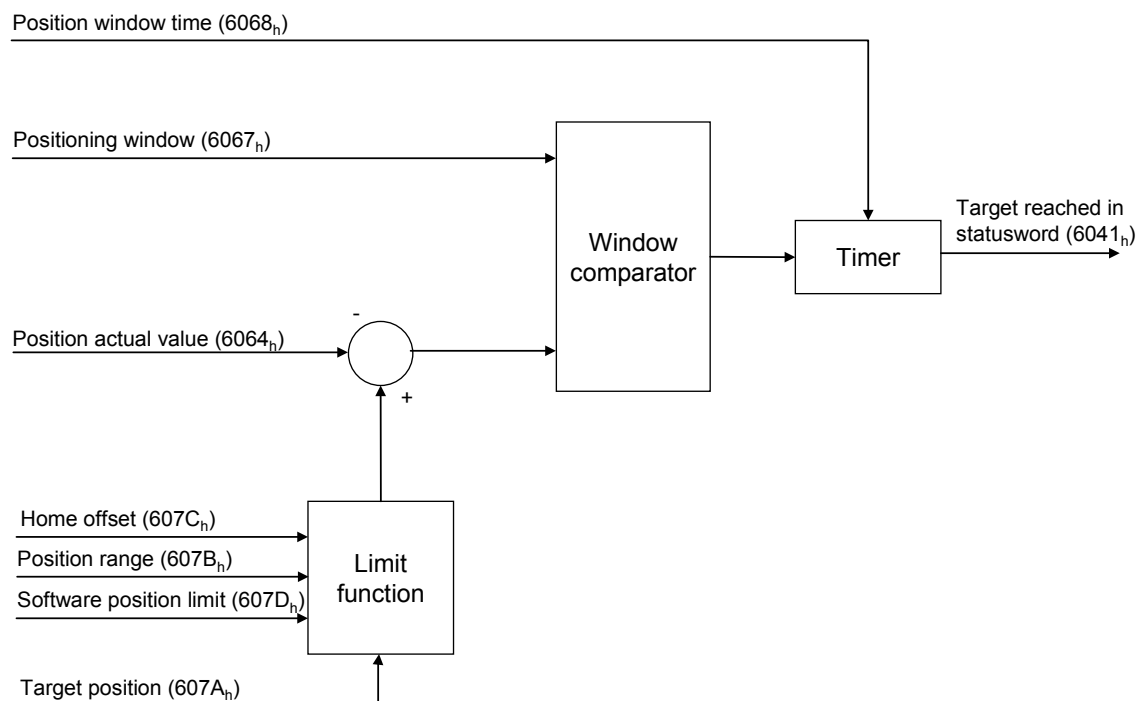 Position window time (6068h)
Positioning window (6067h)
Window
comparator
Timer
Target reached in
statusword (6041h)
Position actual value (6064h)
-
+
Home offset (607Ch)
Position range (607Bh)
Software position limit (607Dh)
Limit
function
Target position (607Ah)